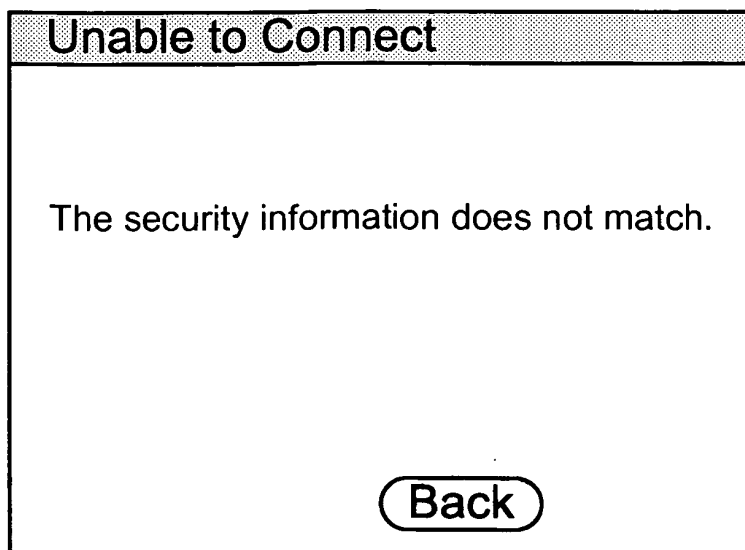 Unable to Connect
The security information does not match.
Back